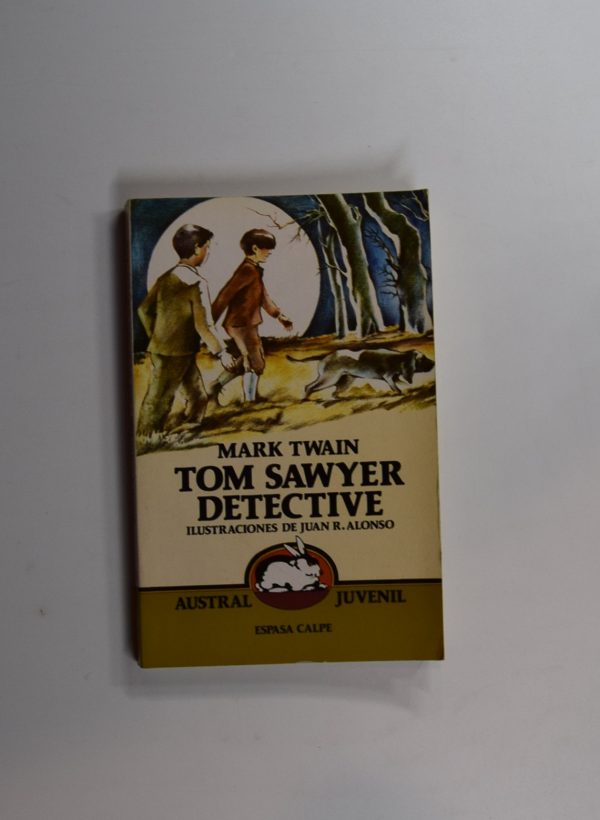 MARK TWAIN
TOM SAWYER
DETECTIVE
ILUSTRACIONES DE JUAN R. ALONSO
AUSTRAL JUVENIL
ESPASA CALPE